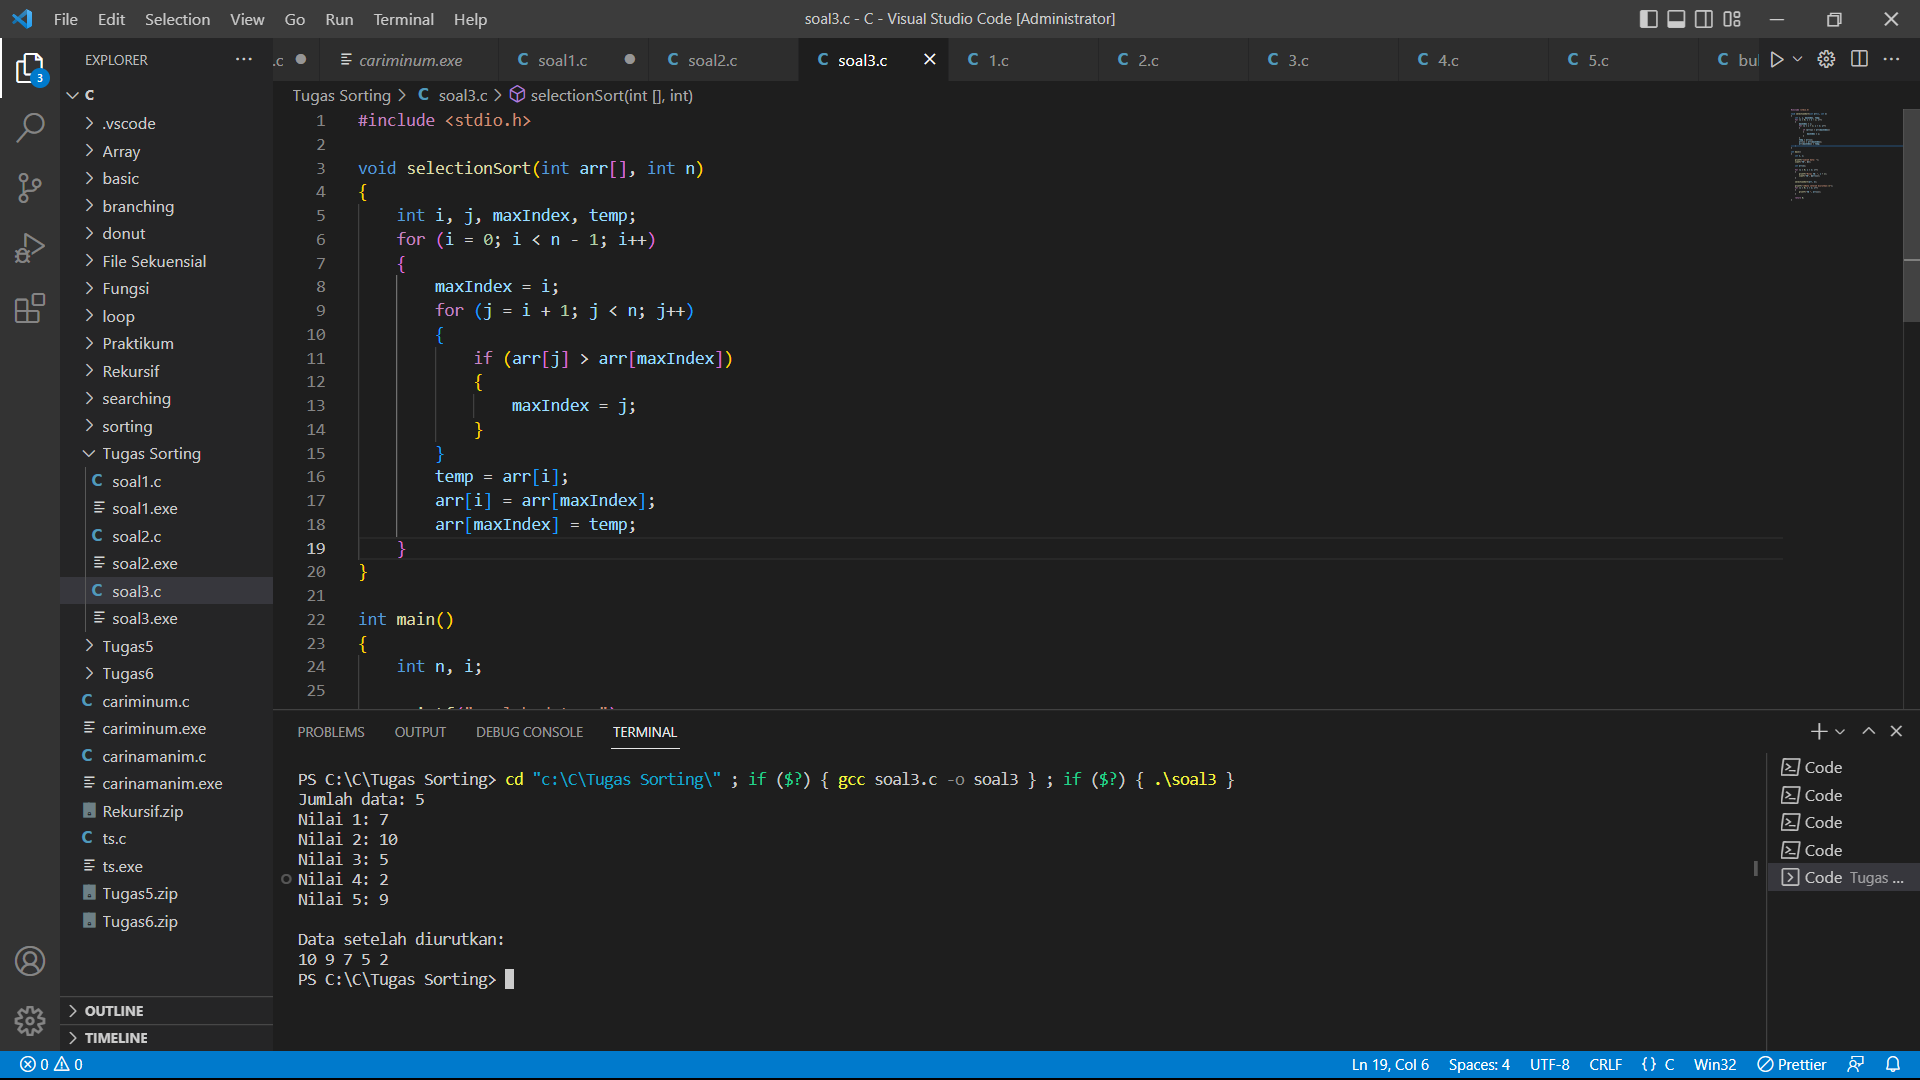 File Edit Selection View Go Run Terminal Help
soal3.c - C - Visual Studio Code [Administrator]
EXPLORER
3
C
.vscode
Array
basic
branching
donut
File Sekuensial
Fungsi
loop
Praktikum
Rekursif
searching
sorting
Tugas Sorting
C soal1.c
soal1.exe
C soal2.c
soal2.exe
C soal3.c
soal3.exe
Tugas5
Tugas6
C cariminum.c
cariminum.exe
C carinamanim.c
carinamanim.exe
Rekursif.zip
C ts.c
ts.exe
Tugas5.zip
Tugas6.zip
OUTLINE
TIMELINE
.c cariminum.exe C soal1.c C soal2.c C soal3.c C 1.c C 2.c C 3.c C 4.c C 5.c C bu
Tugas Sorting > C soal3.c > selectionSort(int [], int)
1 #include <stdio.h>
2
3 void selectionSort(int arr[], int n)
4 {
5 int i, j, maxIndex, temp;
6 for (i = 0; i < n - 1; i++)
7 {
8 maxIndex = i;
9 for (j = i + 1; j < n; j++)
10 {
11 if (arr[j] > arr[maxIndex])
12 {
13 maxIndex = j;
14 }
15 }
16 temp = arr[i];
17 arr[i] = arr[maxIndex];
18 arr[maxIndex] = temp;
19 }
20 }
21
22 int main()
23 {
24 int n, i;
25
PROBLEMS OUTPUT DEBUG CONSOLE TERMINAL
PS C:\C\Tugas Sorting> cd "c:\C\Tugas Sorting\" ; if ($?) { gcc soal3.c -o soal3 } ; if ($?) { .\soal3 }
Jumlah data: 5
Nilai 1: 7
Nilai 2: 10
Nilai 3: 5
Nilai 4: 2
Nilai 5: 9
Data setelah diurutkan:
10 9 7 5 2
PS C:\C\Tugas Sorting>
Code
Code
Code
Code
Code Tugas ...
0 0
Ln 19, Col 6 Spaces: 4 UTF-8 CRLF {} C Win32 Prettier